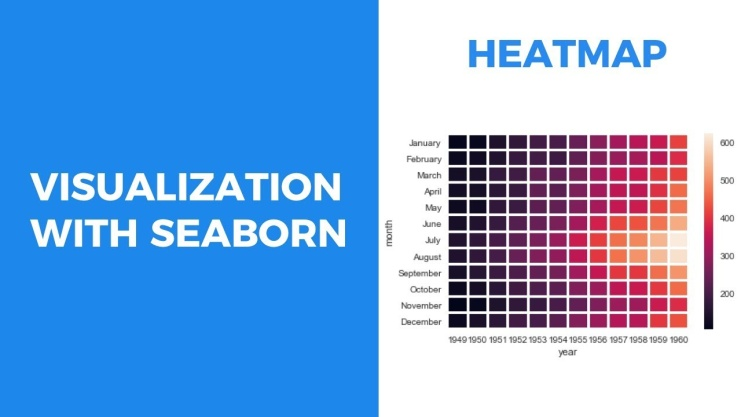 VISUALIZATION
WITH SEABORN
HEATMAP
January
February
March
April
May
June
July
August
September
October
November
December
month
1949 1950 1951 1952 1953 1954 1955 1956 1957 1958 1959 1960
year
600
500
400
300
200